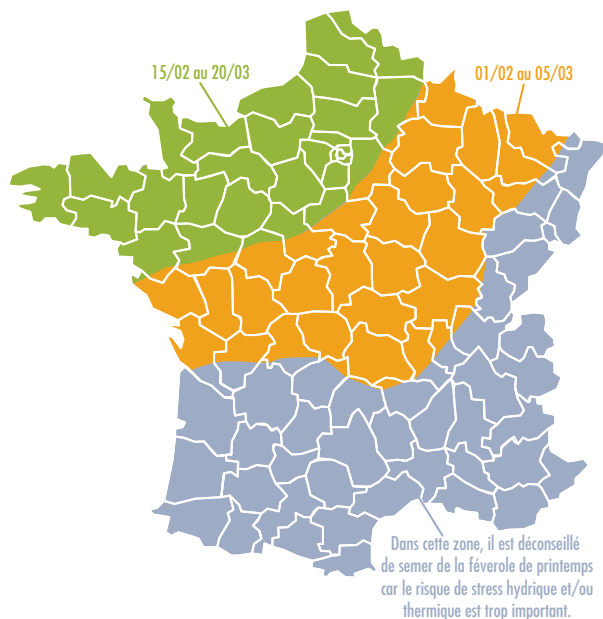 15/02 au 20/03
01/02 au 05/03
Dans cette zone, il est déconseillé
de semer de la féverole de printemps
car le risque de stress hydrique et/ou
thermique est trop important.